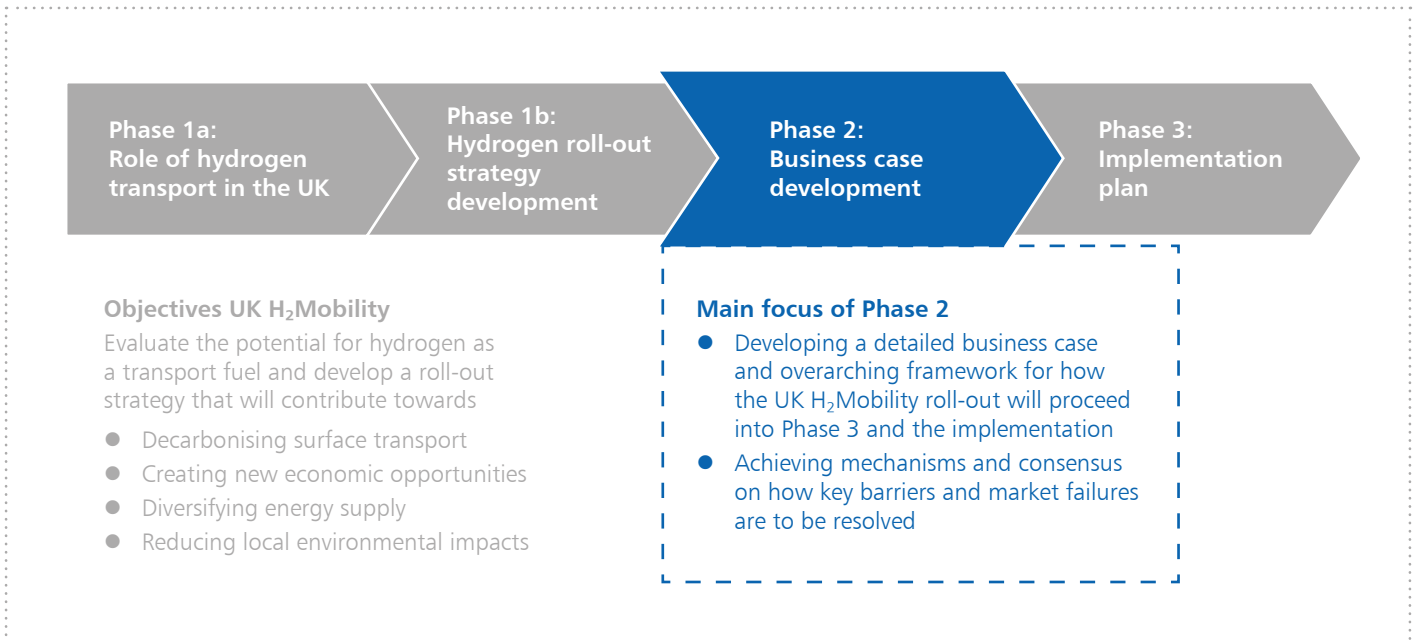 Phase 1a:
Role of hydrogen
transport in the UK
Phase 1b:
Hydrogen roll-out
strategy
development
Phase 2:
Business case
development
Phase 3:
Implementation
plan
Objectives UK H₂Mobility
Evaluate the potential for hydrogen as
a transport fuel and develop a roll-out
strategy that will contribute towards
● Decarbonising surface transport
● Creating new economic opportunities
● Diversifying energy supply
● Reducing local environmental impacts
Main focus of Phase 2
● Developing a detailed business case
and overarching framework for how
the UK H₂Mobility roll-out will proceed
into Phase 3 and the implementation
● Achieving mechanisms and consensus
on how key barriers and market failures
are to be resolved